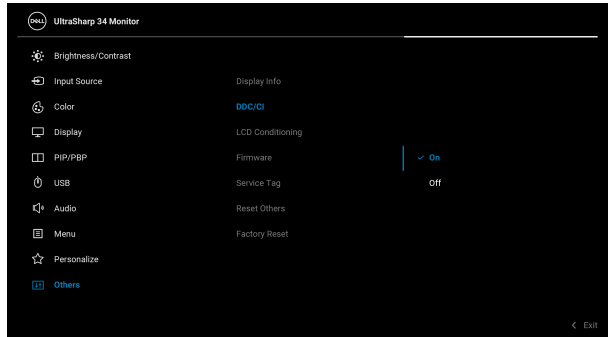 DELL UltraSharp 34 Monitor
Brightness/Contrast
Input Source
Color
Display
PIP/PBP
USB
Audio
Menu
Personalize
Others
Display Info
DDC/CI
LCD Conditioning
Firmware
Service Tag
Reset Others
Factory Reset
On
Off
Exit